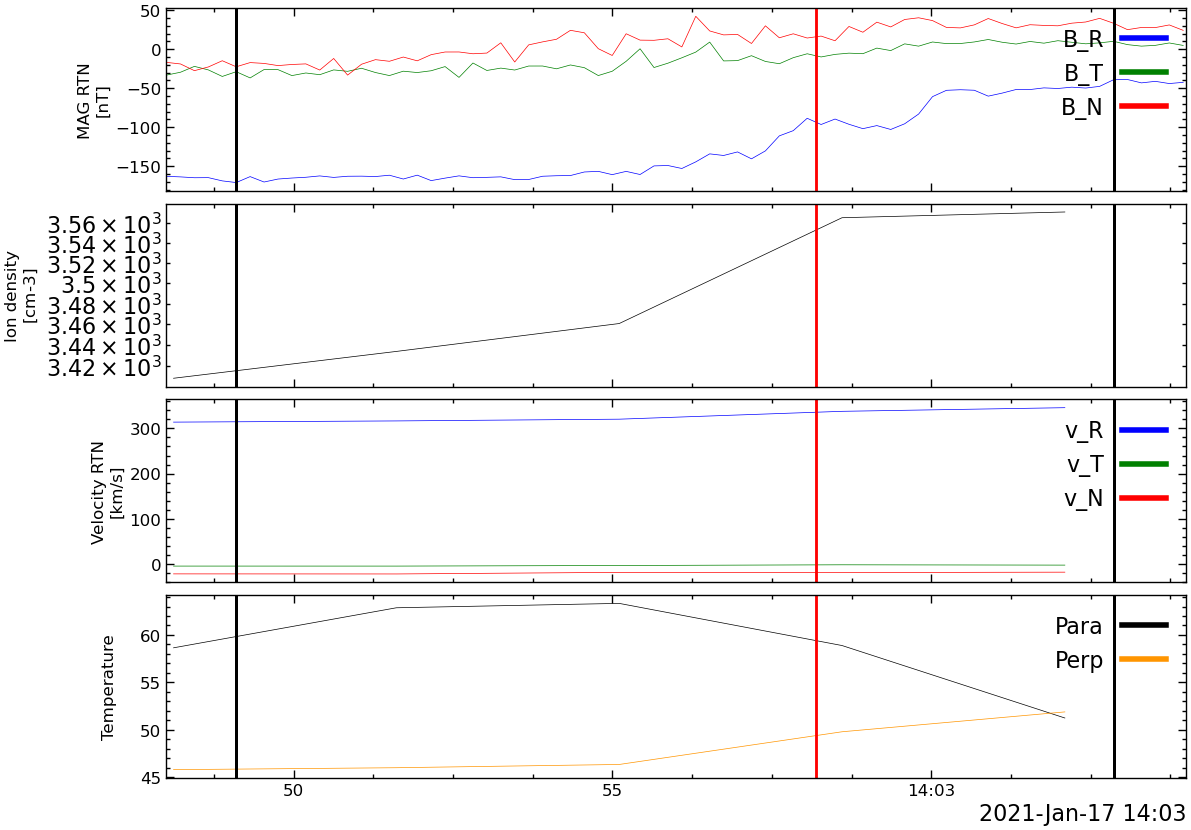 50
0
−50
−100
−150
MAG RTN
[nT]
B_R
B_T
B_N
3.56 × 10³
3.54 × 10³
3.52 × 10³
3.5 × 10³
3.48 × 10³
3.46 × 10³
3.44 × 10³
3.42 × 10³
Ion density
[cm-3]
300
200
100
0
Velocity RTN
[km/s]
v_R
v_T
v_N
60
55
50
45
Temperature
Para
Perp
50
55
14:03
2021-Jan-17 14:03